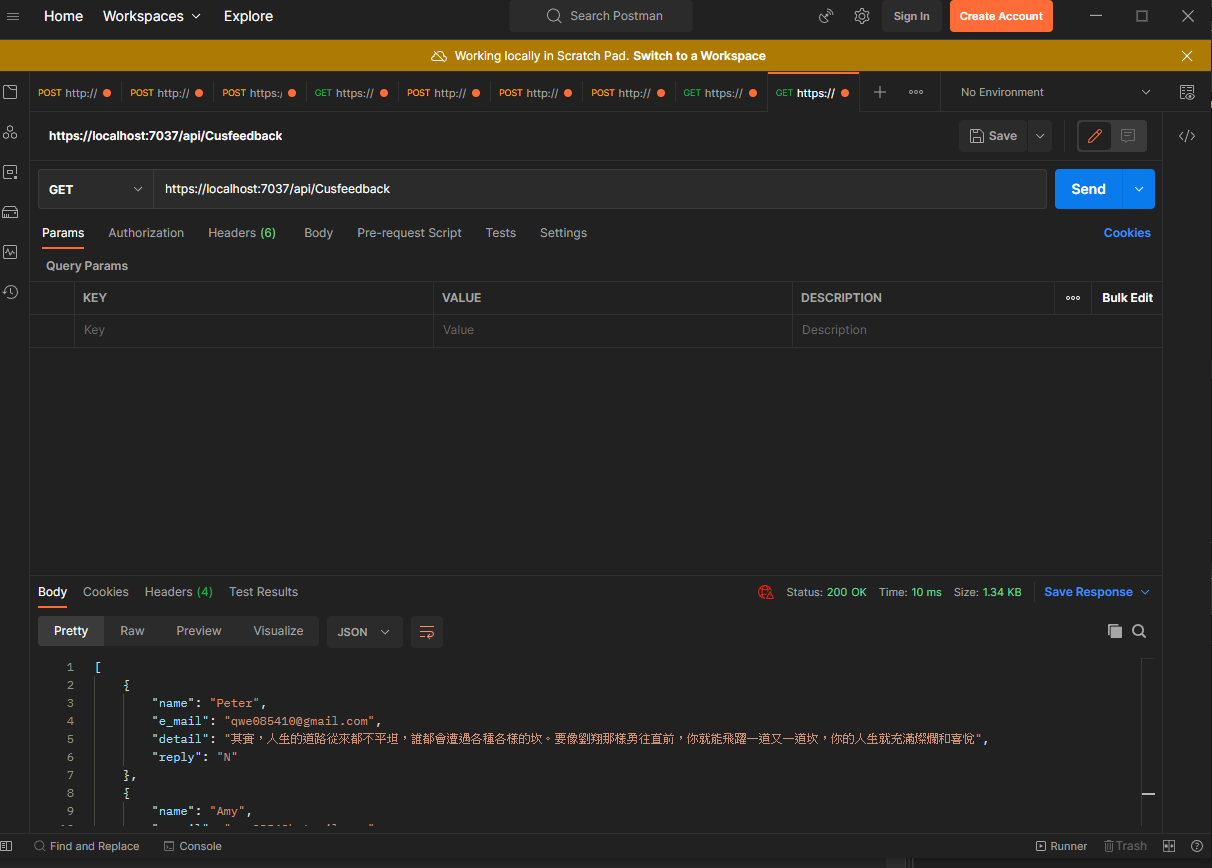 Home Workspaces Explore Search Postman Sign In Create Account
Working locally in Scratch Pad. Switch to a Workspace
POST http:// POST http:/ POST https:/ GET https:// POST http:// POST http:// POST http:// GET https:// GET https:// No Environment
https://localhost:7037/api/Cusfeedback Save
GET https://localhost:7037/api/Cusfeedback Send
Params Authorization Headers (6) Body Pre-request Script Tests Settings Cookies
Query Params
KEY VALUE DESCRIPTION Bulk Edit
Key Value Description
Body Cookies Headers (4) Test Results Status: 200 OK Time: 10 ms Size: 1.34 KB Save Response
Pretty Raw Preview Visualize JSON
1 [
2 {
3 "name": "Peter",
4 "e_mail": "qwe085410@gmail.com",
5 "detail": "其實，人生的道路從來都不平坦，誰都會遭遇各種各樣的坎。要像劉翔那樣勇往直前，你就能飛躍一道又一道坎，你的人生就充滿燦爛和喜悅",
6 "reply": "N"
7 },
8 {
9 "name": "Amy",
Find and Replace Console Runner Trash